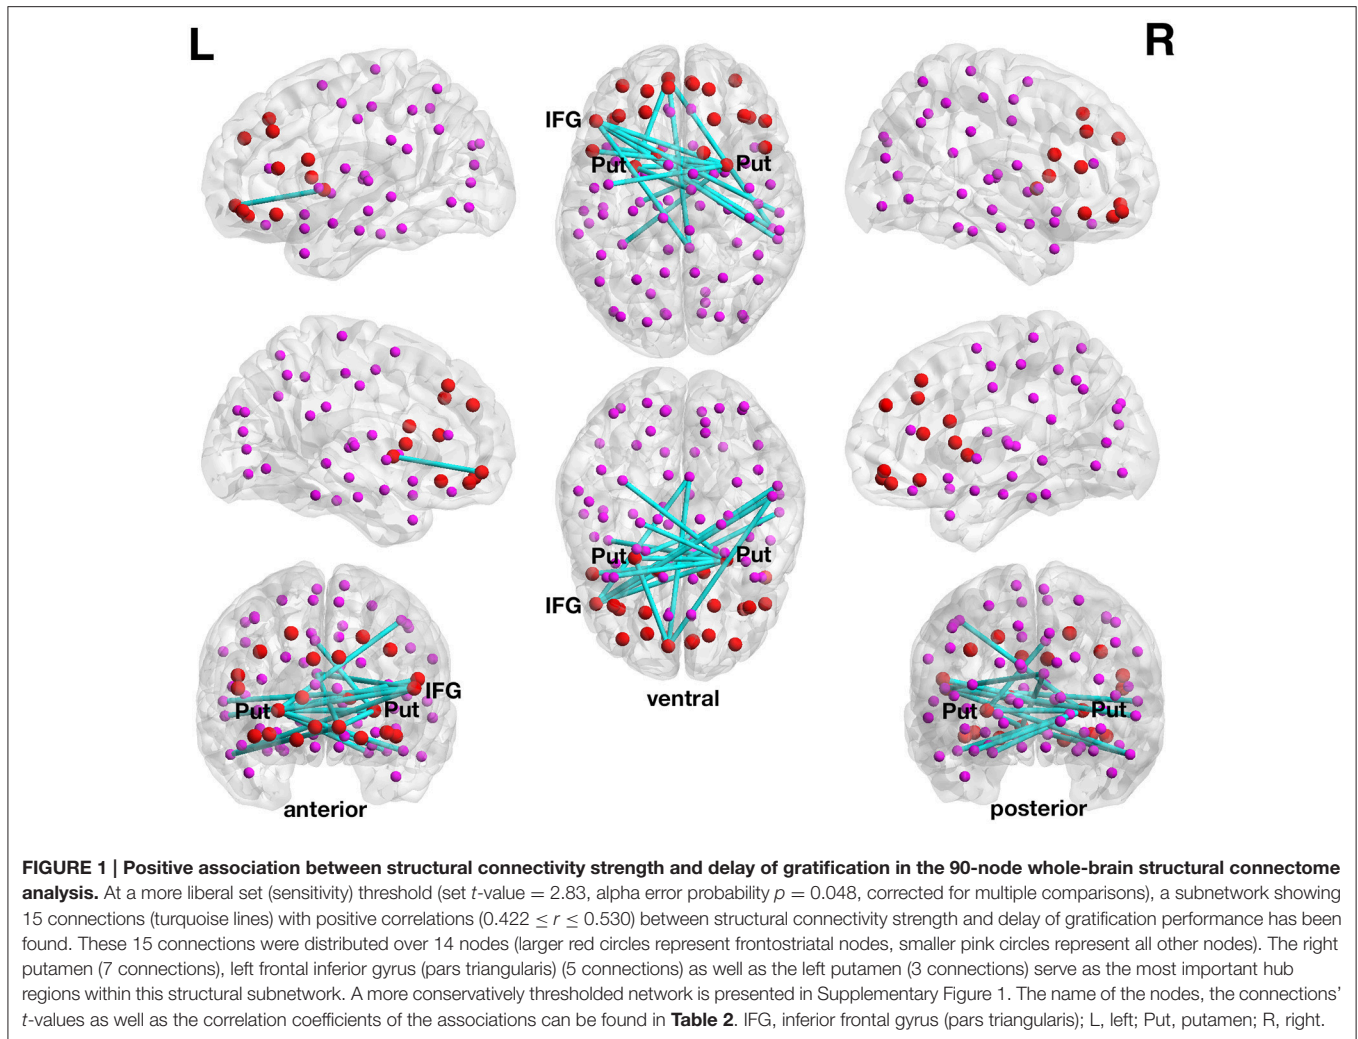 L
R
IFG
Put
Put
Put
Put
IFG
ventral
IFG
Put
Put
anterior
Put
Put
posterior
FIGURE 1 | Positive association between structural connectivity strength and delay of gratification in the 90-node whole-brain structural connectome
analysis. At a more liberal set (sensitivity) threshold (set t-value = 2.83, alpha error probability p = 0.048, corrected for multiple comparisons), a subnetwork showing
15 connections (turquoise lines) with positive correlations (0.422 ≤ r ≤ 0.530) between structural connectivity strength and delay of gratification performance has been
found. These 15 connections were distributed over 14 nodes (larger red circles represent frontostriatal nodes, smaller pink circles represent all other nodes). The right
putamen (7 connections), left frontal inferior gyrus (pars triangularis) (5 connections) as well as the left putamen (3 connections) serve as the most important hub
regions within this structural subnetwork. A more conservatively thresholded network is presented in Supplementary Figure 1. The name of the nodes, the connections'
t-values as well as the correlation coefficients of the associations can be found in Table 2. IFG, inferior frontal gyrus (pars triangularis); L, left; Put, putamen; R, right.